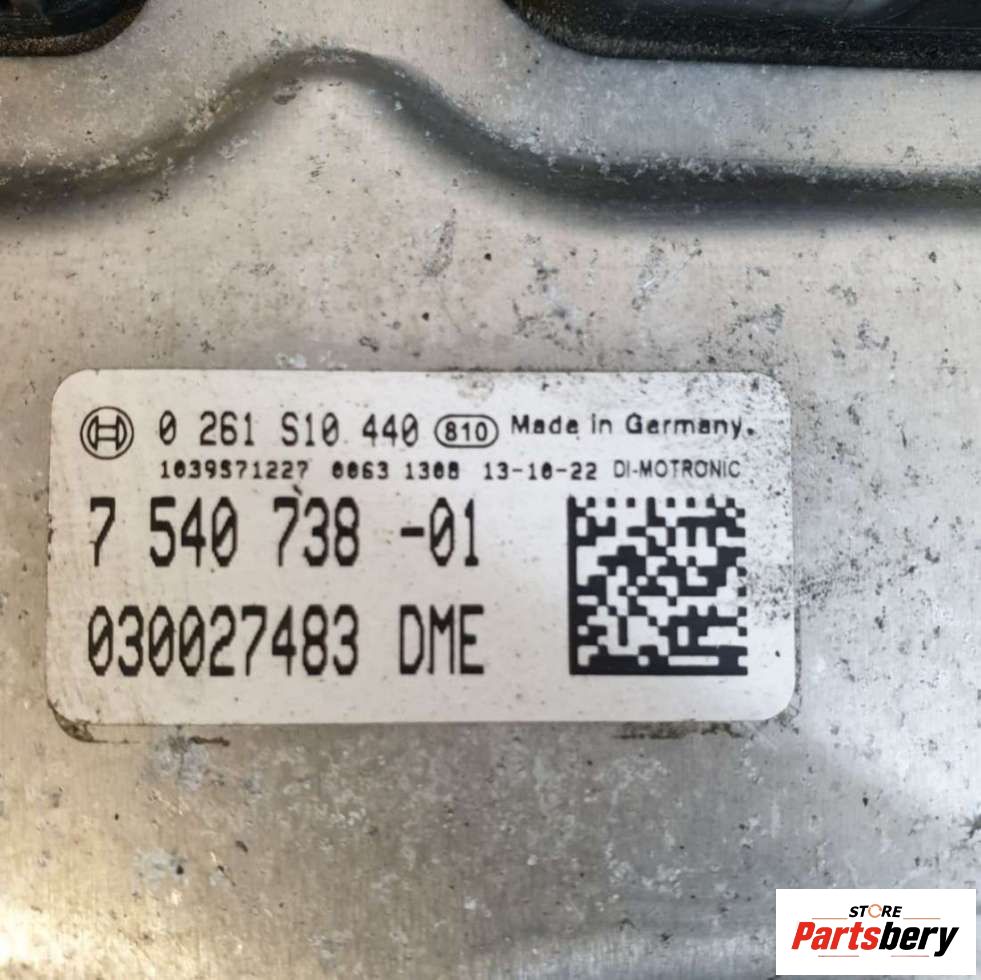 0 261 S10 440 810 Made in Germany.
1039S71227 0063 1308 13-10-22 DI-MOTRONIC
7 540 738 -01
030027483 DME
STORE
Partsbery